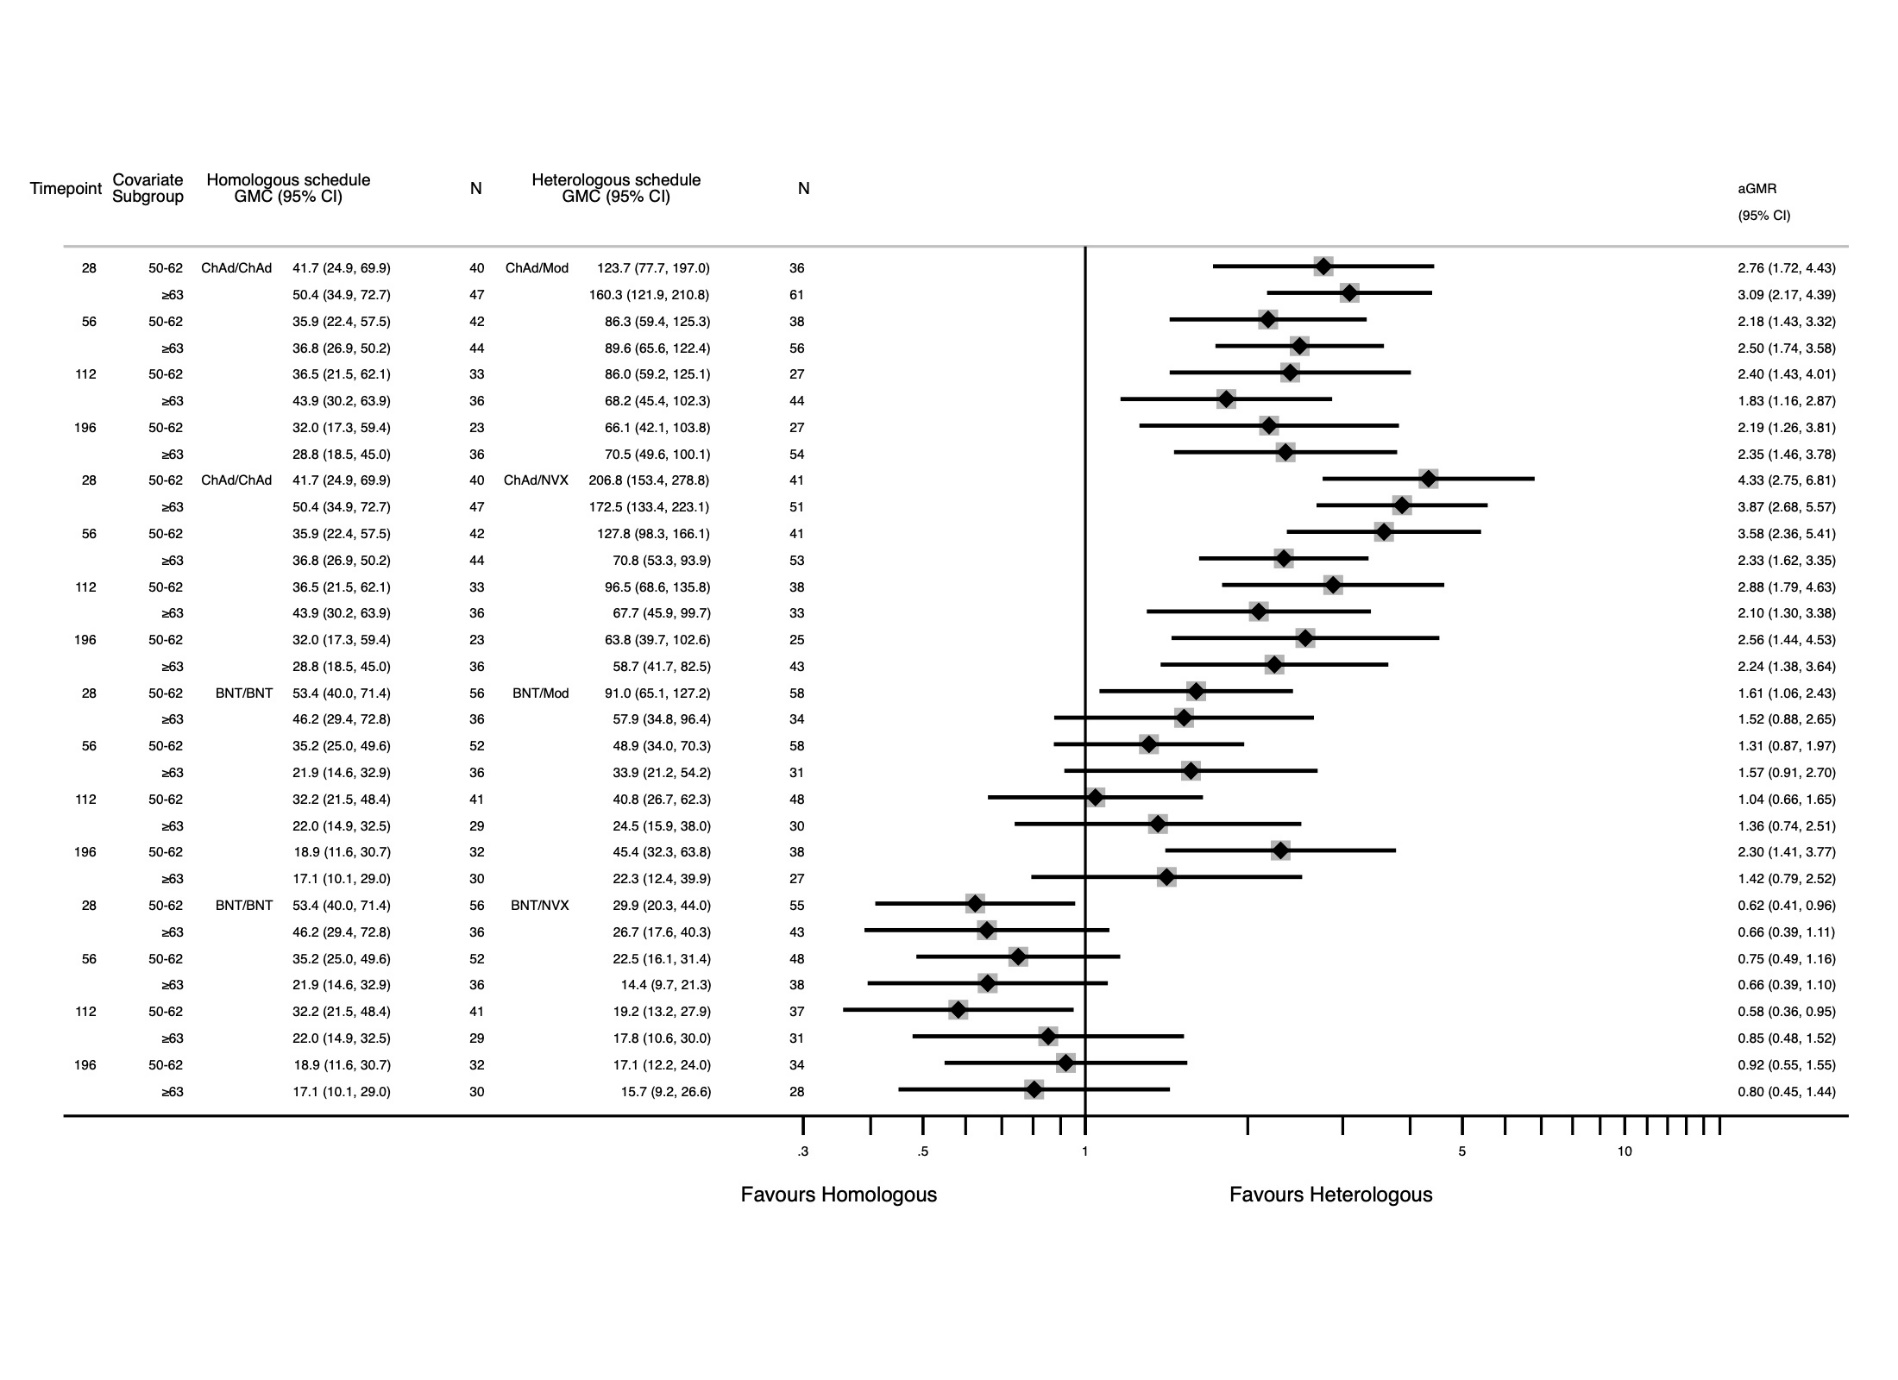 Timepoint Covariate Subgroup Homologous schedule GMC (95% CI) N Heterologous schedule GMC (95% CI) N aGMR (95% CI)
28 50-62 ChAd/ChAd 41.7 (24.9, 69.9) 40 ChAd/Mod 123.7 (77.7, 197.0) 36 2.76 (1.72, 4.43)
≥63 50.4 (34.9, 72.7) 47 160.3 (121.9, 210.8) 61 3.09 (2.17, 4.39)
56 50-62 35.9 (22.4, 57.5) 42 86.3 (59.4, 125.3) 38 2.18 (1.43, 3.32)
≥63 36.8 (26.9, 50.2) 44 89.6 (65.6, 122.4) 56 2.50 (1.74, 3.58)
112 50-62 36.5 (21.5, 62.1) 33 86.0 (59.2, 125.1) 27 2.40 (1.43, 4.01)
≥63 43.9 (30.2, 63.9) 36 68.2 (45.4, 102.3) 44 1.83 (1.16, 2.87)
196 50-62 32.0 (17.3, 59.4) 23 66.1 (42.1, 103.8) 27 2.19 (1.26, 3.81)
≥63 28.8 (18.5, 45.0) 36 70.5 (49.6, 100.1) 54 2.35 (1.46, 3.78)
28 50-62 ChAd/ChAd 41.7 (24.9, 69.9) 40 ChAd/NVX 206.8 (153.4, 278.8) 41 4.33 (2.75, 6.81)
≥63 50.4 (34.9, 72.7) 47 172.5 (133.4, 223.1) 51 3.87 (2.68, 5.57)
56 50-62 35.9 (22.4, 57.5) 42 127.8 (98.3, 166.1) 41 3.58 (2.36, 5.41)
≥63 36.8 (26.9, 50.2) 44 70.8 (53.3, 93.9) 53 2.33 (1.62, 3.35)
112 50-62 36.5 (21.5, 62.1) 33 96.5 (68.6, 135.8) 38 2.88 (1.79, 4.63)
≥63 43.9 (30.2, 63.9) 36 67.7 (45.9, 99.7) 33 2.10 (1.30, 3.38)
196 50-62 32.0 (17.3, 59.4) 23 63.8 (39.7, 102.6) 25 2.56 (1.44, 4.53)
≥63 28.8 (18.5, 45.0) 36 58.7 (41.7, 82.5) 43 2.24 (1.38, 3.64)
28 50-62 BNT/BNT 53.4 (40.0, 71.4) 56 BNT/Mod 91.0 (65.1, 127.2) 58 1.61 (1.06, 2.43)
≥63 46.2 (29.4, 72.8) 36 57.9 (34.8, 96.4) 34 1.52 (0.88, 2.65)
56 50-62 35.2 (25.0, 49.6) 52 48.9 (34.0, 70.3) 58 1.31 (0.87, 1.97)
≥63 21.9 (14.6, 32.9) 36 33.9 (21.2, 54.2) 31 1.57 (0.91, 2.70)
112 50-62 32.2 (21.5, 48.4) 41 40.8 (26.7, 62.3) 48 1.04 (0.66, 1.65)
≥63 22.0 (14.9, 32.5) 29 24.5 (15.9, 38.0) 30 1.36 (0.74, 2.51)
196 50-62 18.9 (11.6, 30.7) 32 45.4 (32.3, 63.8) 38 2.30 (1.41, 3.77)
≥63 17.1 (10.1, 29.0) 30 22.3 (12.4, 39.9) 27 1.42 (0.79, 2.52)
28 50-62 BNT/BNT 53.4 (40.0, 71.4) 56 BNT/NVX 29.9 (20.3, 44.0) 55 0.62 (0.41, 0.96)
≥63 46.2 (29.4, 72.8) 36 26.7 (17.6, 40.3) 43 0.66 (0.39, 1.11)
56 50-62 35.2 (25.0, 49.6) 52 22.5 (16.1, 31.4) 48 0.75 (0.49, 1.16)
≥63 21.9 (14.6, 32.9) 36 14.4 (9.7, 21.3) 38 0.66 (0.39, 1.10)
112 50-62 32.2 (21.5, 48.4) 41 19.2 (13.2, 27.9) 37 0.58 (0.36, 0.95)
≥63 22.0 (14.9, 32.5) 29 17.8 (10.6, 30.0) 31 0.85 (0.48, 1.52)
196 50-62 18.9 (11.6, 30.7) 32 17.1 (12.2, 24.0) 34 0.92 (0.55, 1.55)
≥63 17.1 (10.1, 29.0) 30 15.7 (9.2, 26.6) 28 0.80 (0.45, 1.44)
.3 .5 1 5 10
Favours Homologous Favours Heterologous